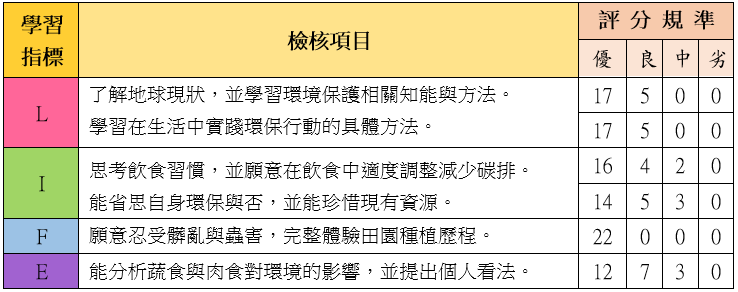 學習指標 檢核項目 評分規準
優 良 中 劣
L 了解地球現狀，並學習環境保護相關知能與方法。 17 5 0 0
學習在生活中實踐環保行動的具體方法。 17 5 0 0
I 思考飲食習慣，並願意在飲食中適度調整減少碳排。 16 4 2 0
能省思自身環保與否，並能珍惜現有資源。 14 5 3 0
F 願意忍受髒亂與蟲害，完整體驗田園種植歷程。 22 0 0 0
E 能分析蔬食與肉食對環境的影響，並提出個人看法。 12 7 3 0